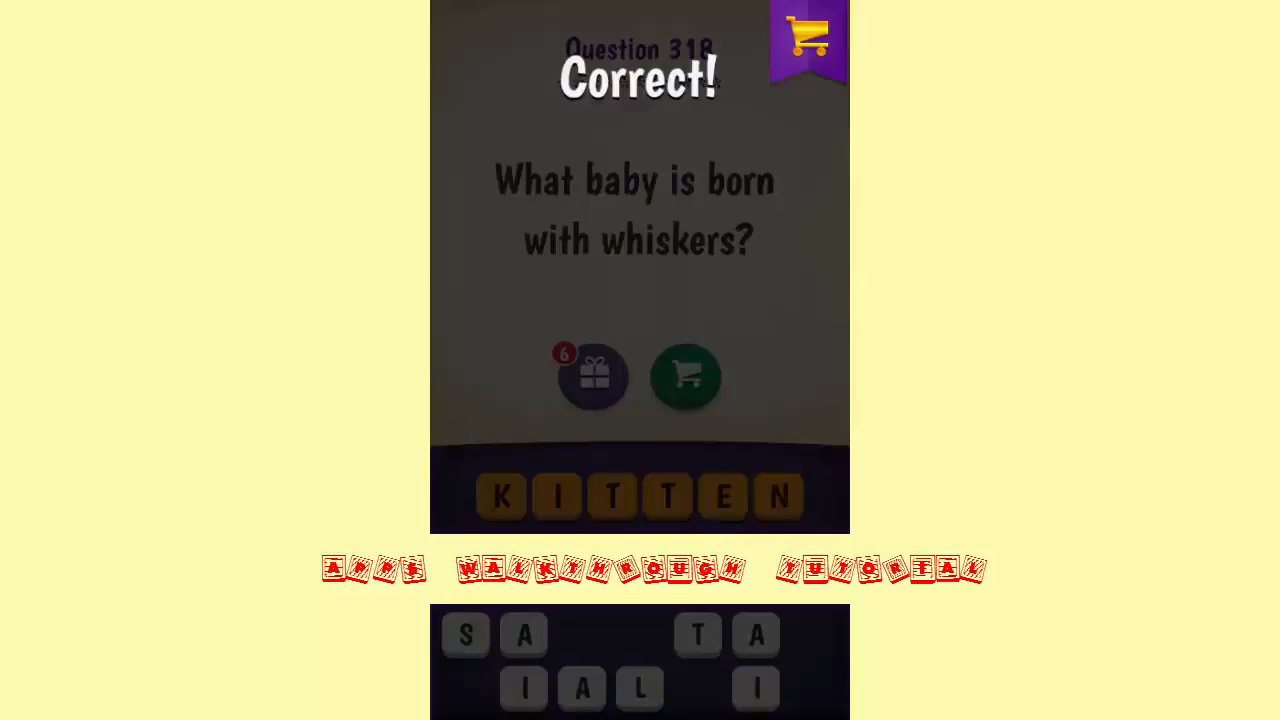 Question 318
Correct!
What baby is born
with whiskers?
6
K I T T E N
APPS WALKTHROUGH TUTORIAL
S A T A
I A L I